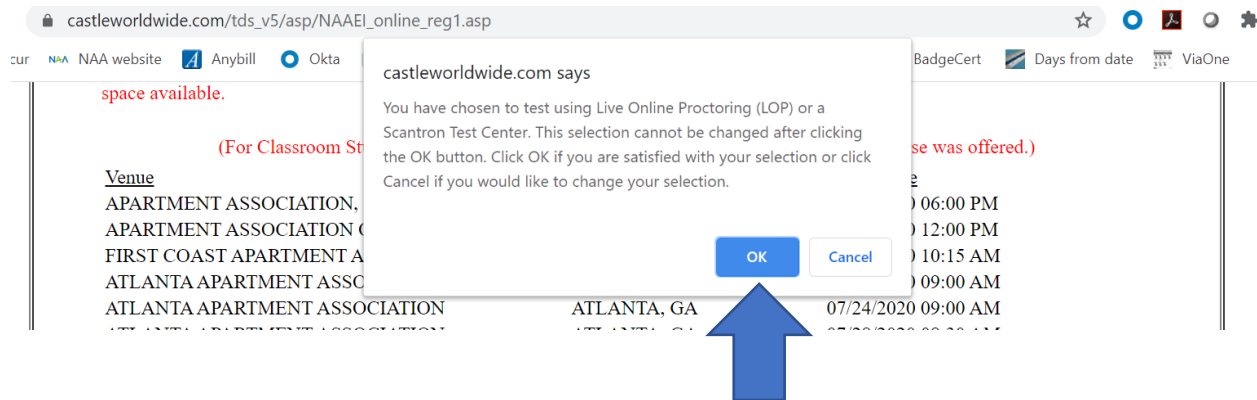 castleworldwide.com/tds_v5/asp/NAAEI_online_reg1.asp
cur NAA NAA website Anybill Okta BadgeCert Days from date ViaOne
castleworldwide.com says
You have chosen to test using Live Online Proctoring (LOP) or a
Scantron Test Center. This selection cannot be changed after clicking
the OK button. Click OK if you are satisfied with your selection or click
Cancel if you would like to change your selection.
OK Cancel
space available.
(For Classroom St se was offered.)
Venue
APARTMENT ASSOCIATION, 06:00 PM
APARTMENT ASSOCIATION 12:00 PM
FIRST COAST APARTMENT A 10:15 AM
ATLANTA APARTMENT ASSOC 09:00 AM
ATLANTA APARTMENT ASSOCIATION ATLANTA, GA 07/24/2020 09:00 AM